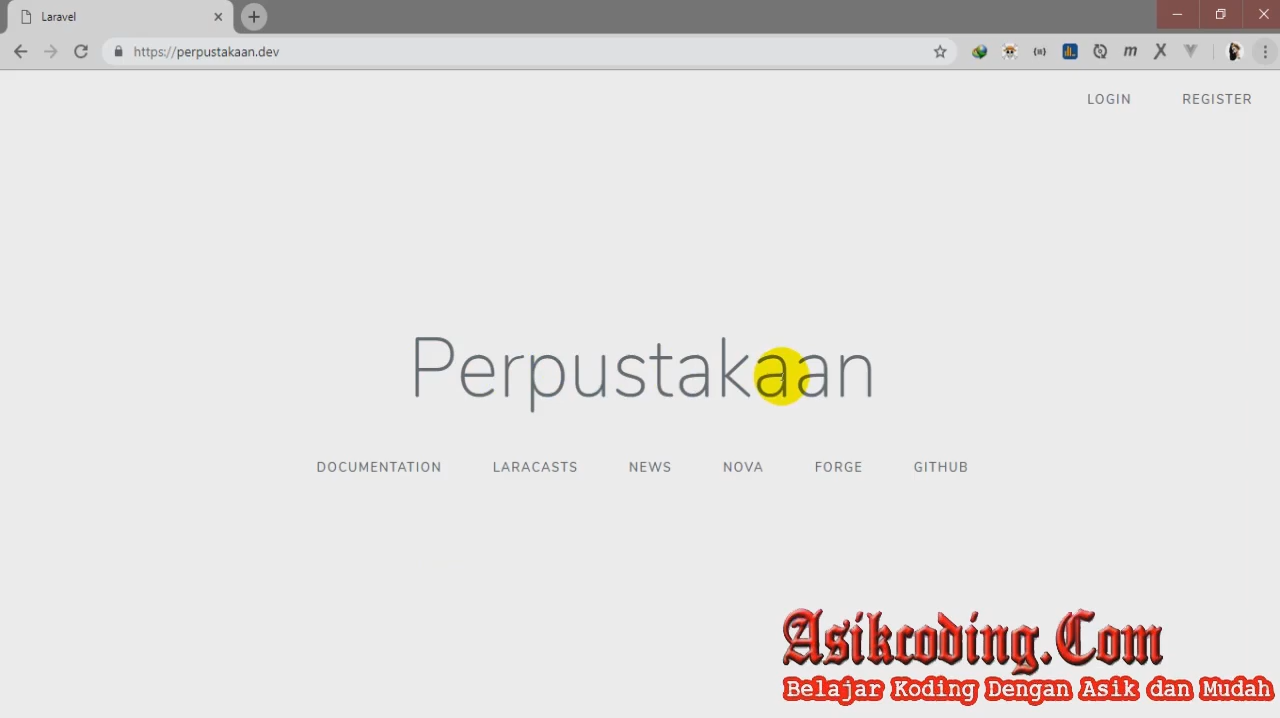 Laravel
https://perpustakaan.dev
LOGIN REGISTER
Perpustakaan
DOCUMENTATION LARACASTS NEWS NOVA FORGE GITHUB
Asikcoding.Com
Belajar Koding Dengan Asik dan Mudah